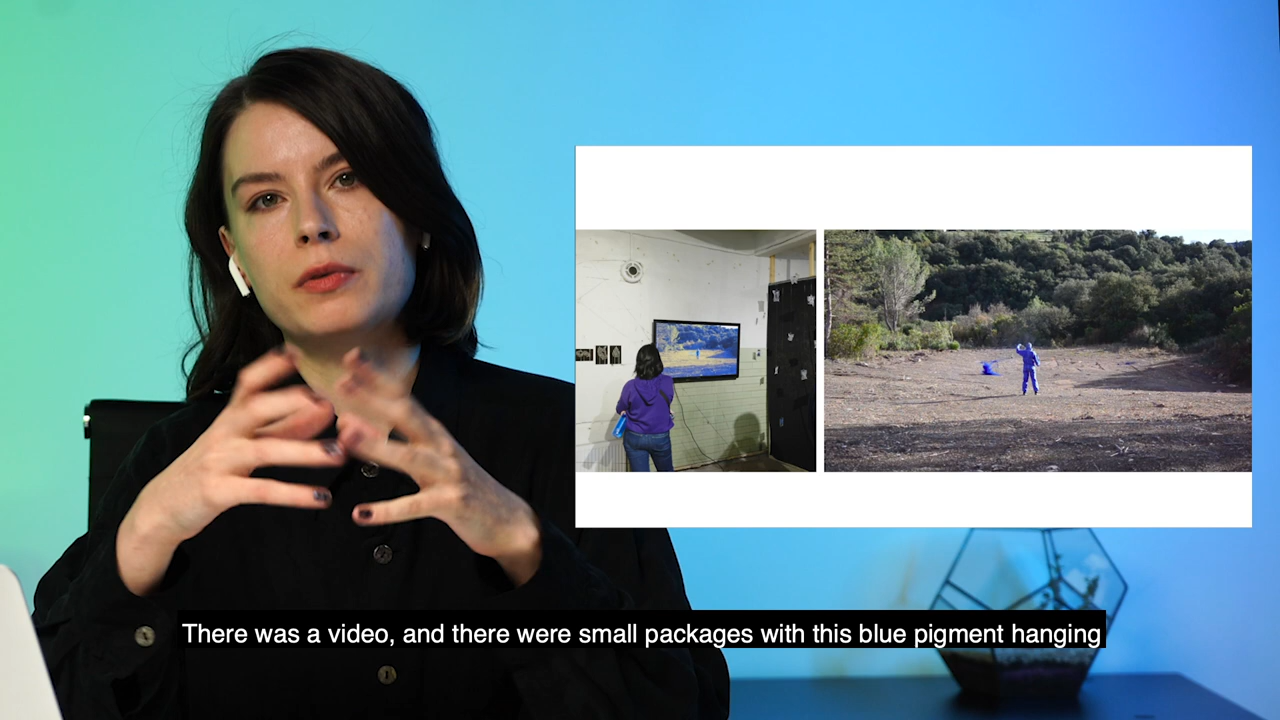 There was a video, and there were small packages with this blue pigment hanging